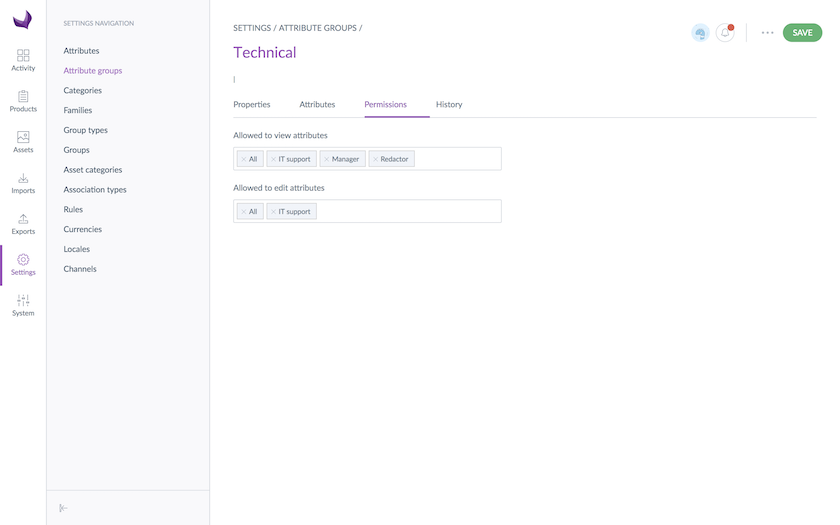 SETTINGS NAVIGATION
Attributes
Attribute groups
Categories
Families
Group types
Groups
Asset categories
Association types
Rules
Currencies
Locales
Channels
Activity
Products
Assets
Imports
Exports
Settings
System
SETTINGS / ATTRIBUTE GROUPS /
SAVE
Technical
|
Properties Attributes Permissions History
Allowed to view attributes
× All × IT support × Manager × Redactor
Allowed to edit attributes
× All × IT support